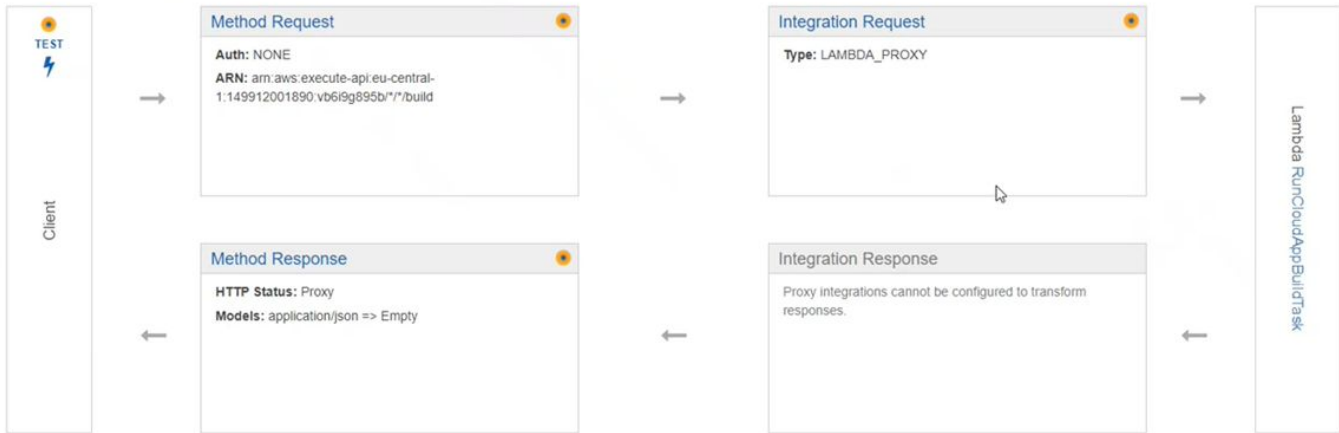 TEST
Client
Method Request
Auth: NONE
ARN: arn:aws:execute-api:eu-central-
1:149912001890:vb6i9g895b/*/*/build
Integration Request
Type: LAMBDA_PROXY
Lambda RunCloudAppBuildTask
Method Response
HTTP Status: Proxy
Models: application/json => Empty
Integration Response
Proxy integrations cannot be configured to transform
responses.